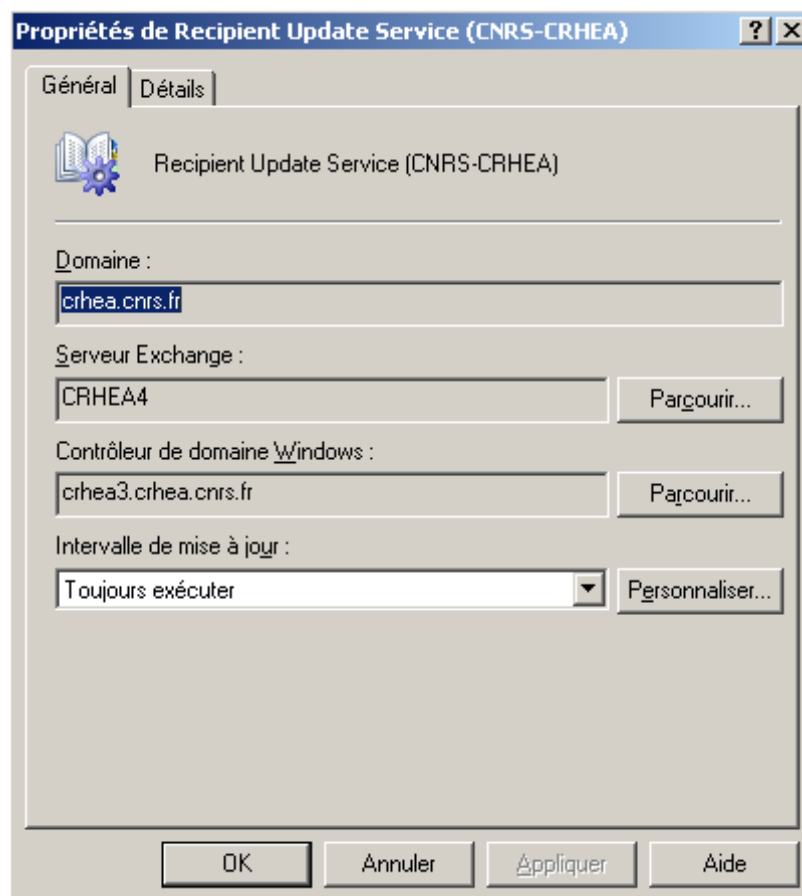 Propriétés de Recipient Update Service (CNRS-CRHEA)
Général
Détails
Recipient Update Service (CNRS-CRHEA)
Domaine :
crhea.cnrs.fr
Serveur Exchange :
CRHEA4
Parcourir...
Contrôleur de domaine Windows :
crhea3.crhea.cnrs.fr
Parcourir...
Intervalle de mise à jour :
Toujours exécuter
Personnaliser...
OK
Annuler
Appliquer
Aide